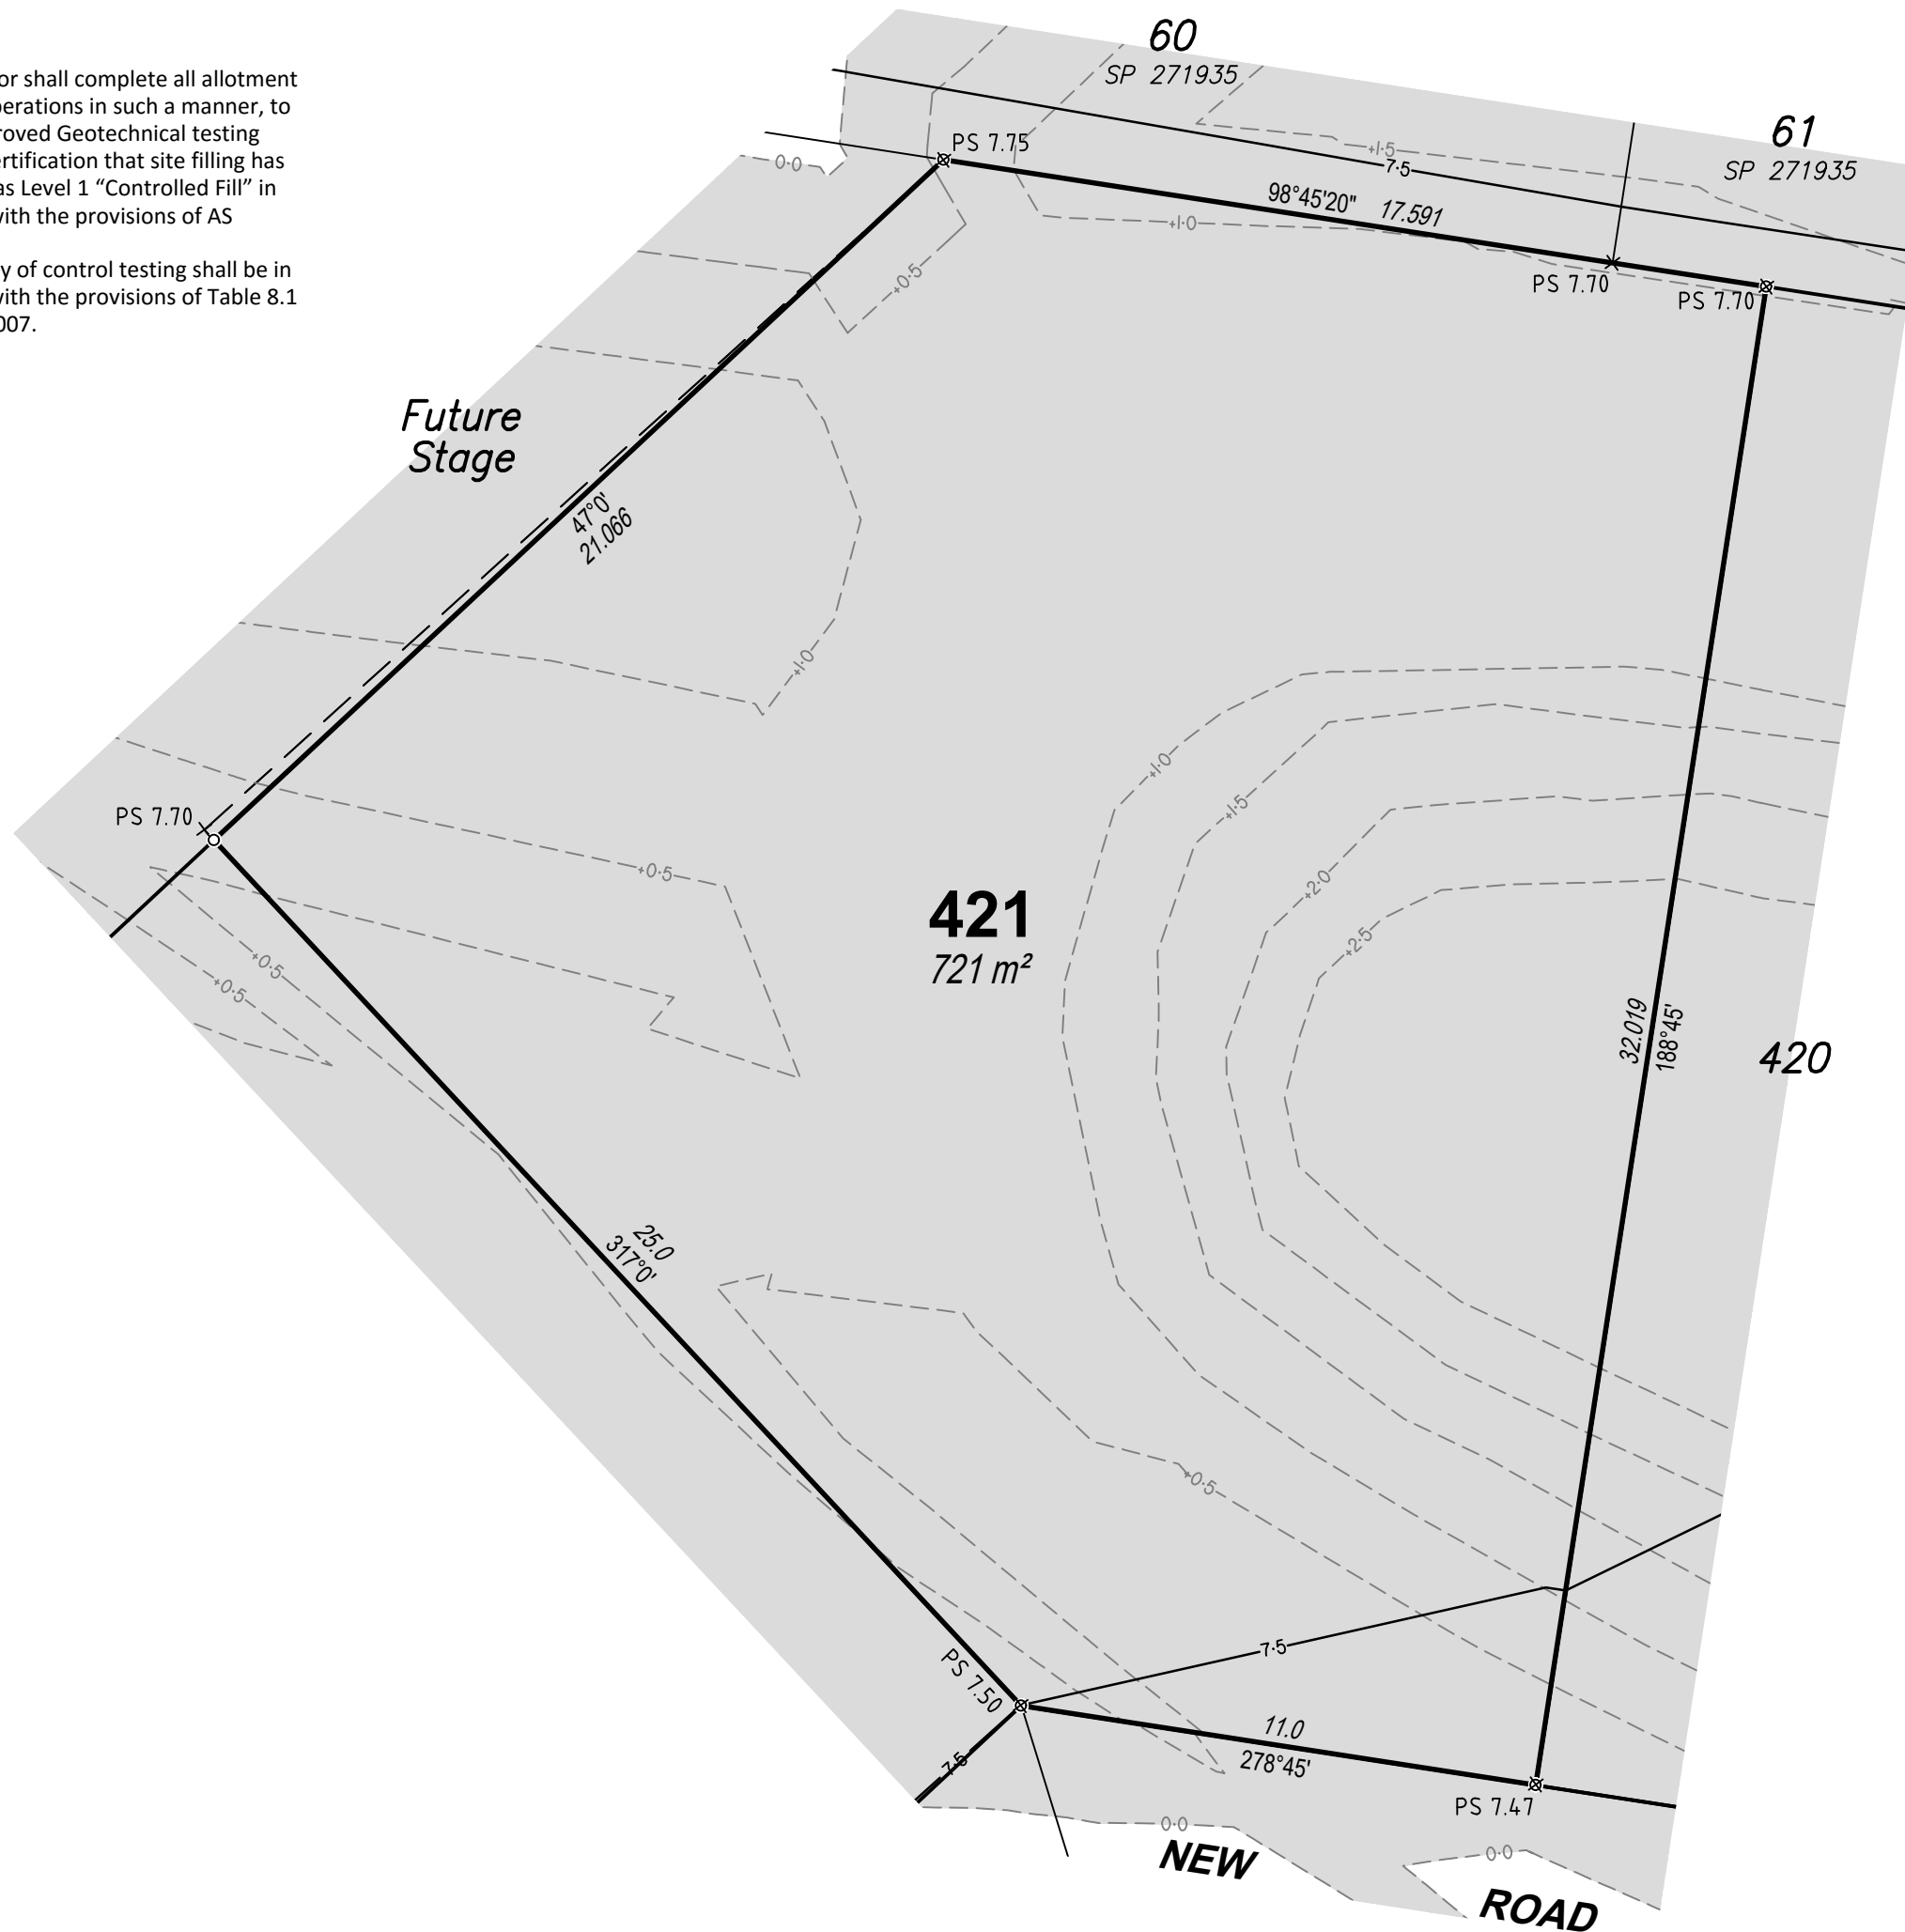 or shall complete all allotment
perations in such a manner, to
roved Geotechnical testing
ertification that site filling has
as Level 1 “Controlled Fill” in
with the provisions of AS
y of control testing shall be in
with the provisions of Table 8.1
007.
60
SP 271935
61
SP 271935
PS 7.75
0·0
+1·5
7·5
98°45'20" 17.591
+1·0
+0·5
PS 7.70
PS 7.70
Future
Stage
47°0'
21.066
+1·0
+1·0
+1·5
PS 7.70
+0·5
+2·0
421
721 m²
+2·5
+0·5
+0·5
32.019
188°45'
420
25.0
317°0'
+0·5
7·5
PS 7.50
11.0
278°45'
7·5
PS 7.47
0·0
NEW
0·0
ROAD